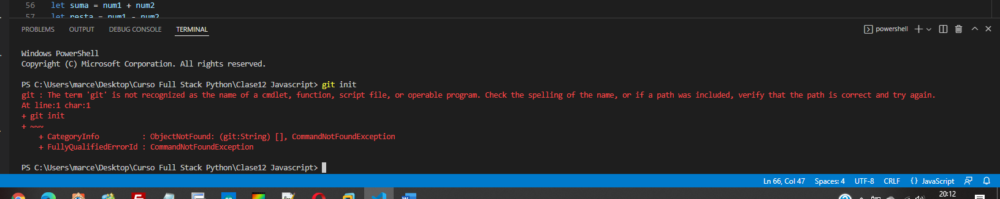 56 let suma = num1 + num2
57 let resta = num1 - num2
PROBLEMS OUTPUT DEBUG CONSOLE TERMINAL
powershell
Windows PowerShell
Copyright (C) Microsoft Corporation. All rights reserved.
PS C:\Users\marce\Desktop\Curso Full Stack Python\Clase12 Javascript> git init
git : The term 'git' is not recognized as the name of a cmdlet, function, script file, or operable program. Check the spelling of the name, or if a path was included, verify that the path is correct and try again.
At line:1 char:1
+ git init
+ ~~~
    + CategoryInfo          : ObjectNotFound: (git:String) [], CommandNotFoundException
    + FullyQualifiedErrorId : CommandNotFoundException
PS C:\Users\marce\Desktop\Curso Full Stack Python\Clase12 Javascript>
Ln 66, Col 47 Spaces: 4 UTF-8 CRLF {} JavaScript
20:12